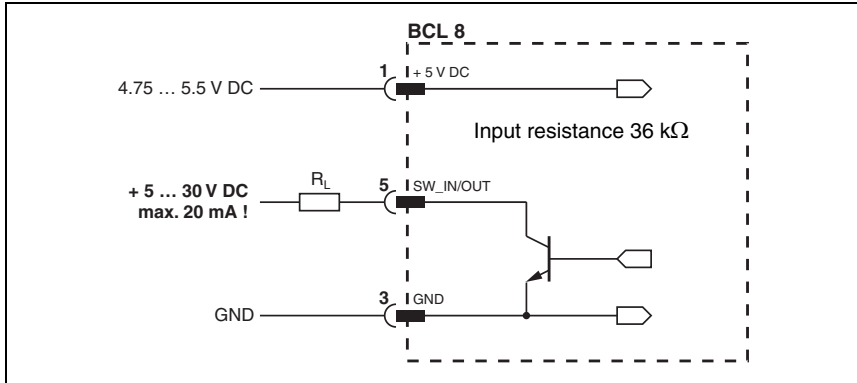 BCL 8
4.75 … 5.5 V DC
1
+ 5 V DC
Input resistance 36 kΩ
+ 5 … 30 V DC
max. 20 mA !
R_L
5
SW_IN/OUT
GND
3
GND